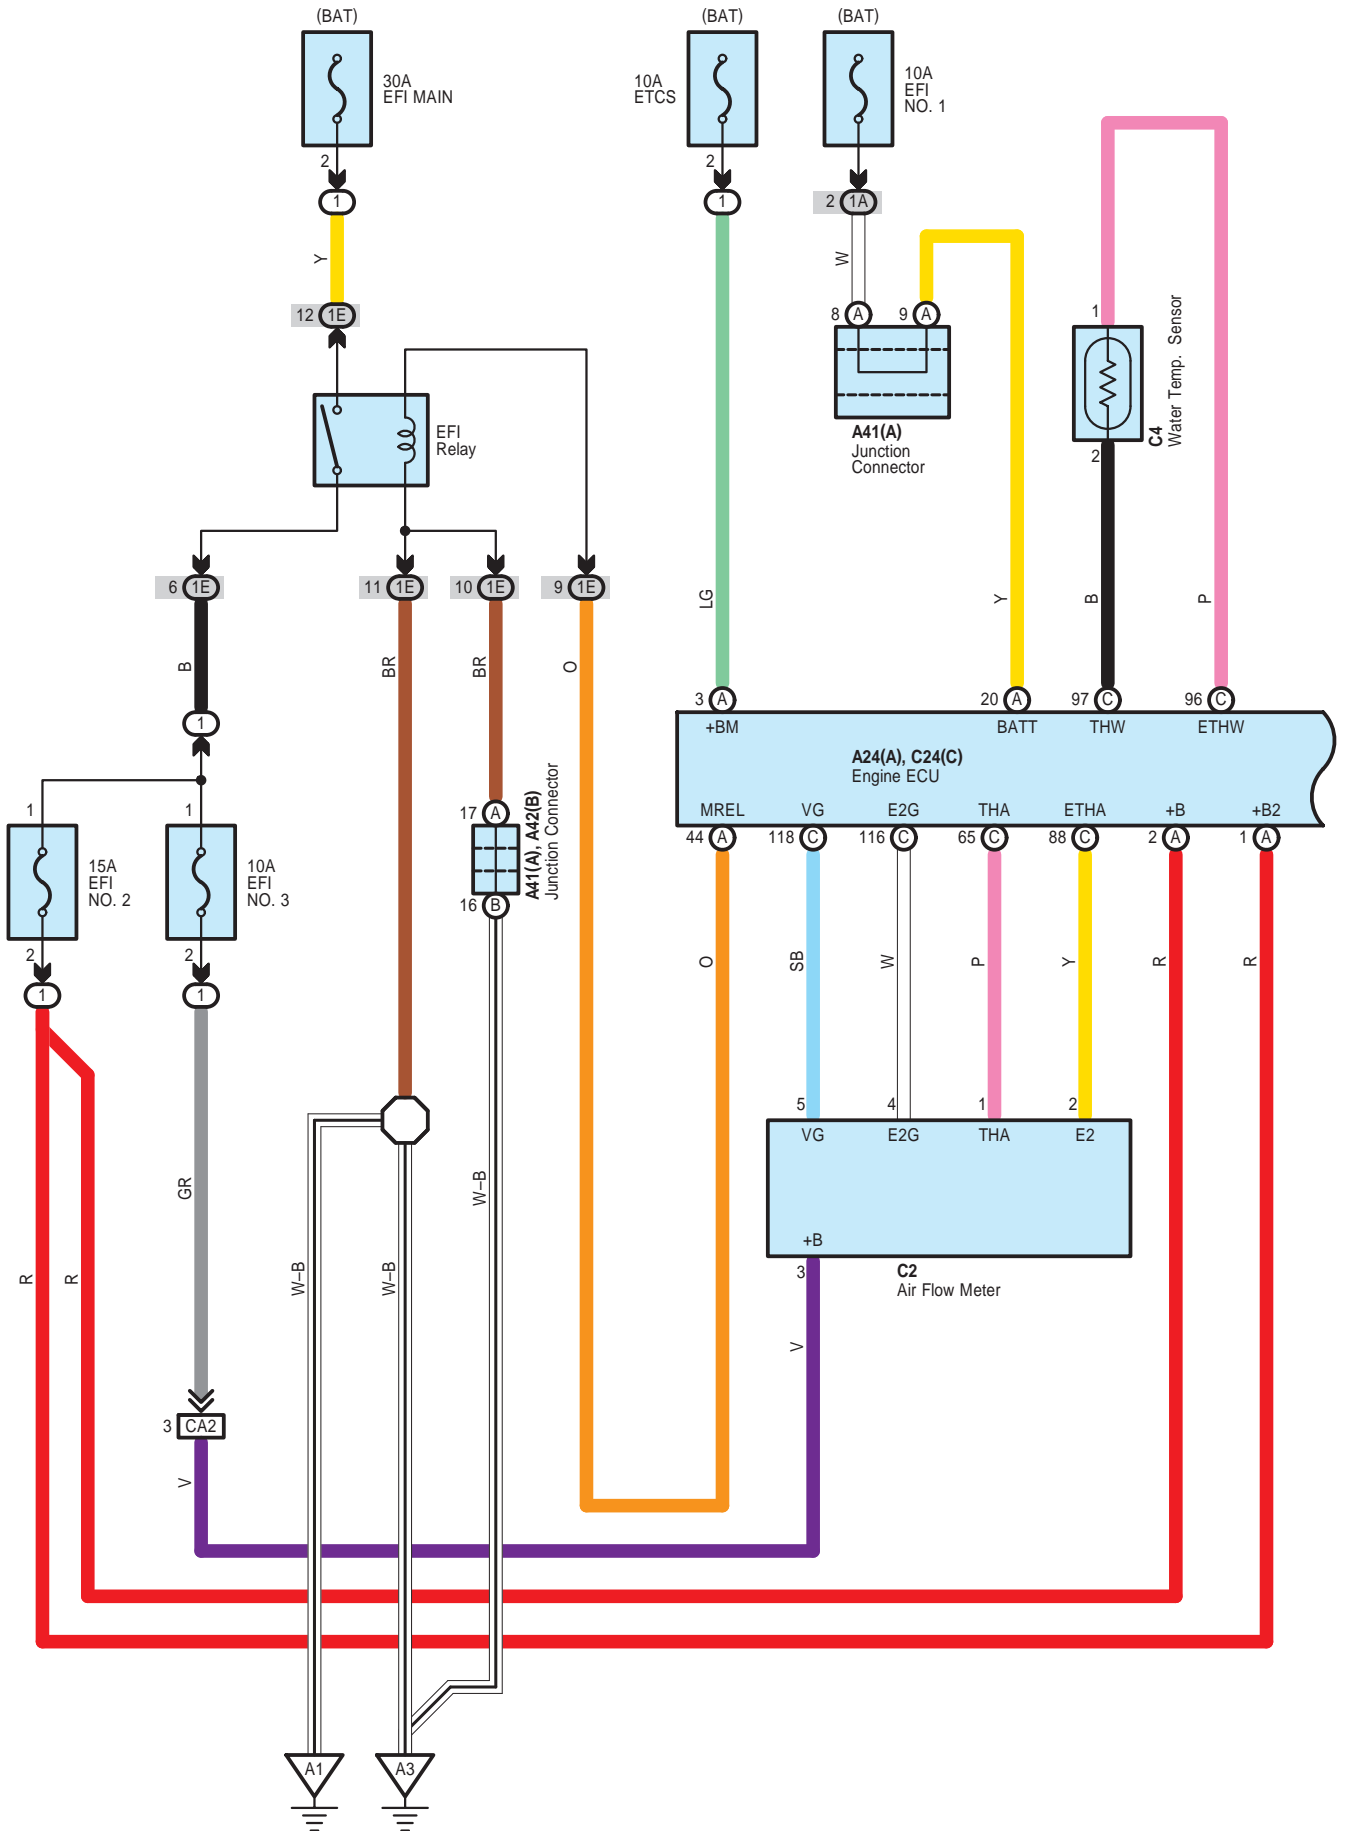 (BAT)
(BAT)
(BAT)
30A
EFI MAIN
10A
ETCS
10A
EFI
NO. 1
2
2
1
1
2 1A
Y
W
12 1E
8 A
9 A
1
C4
Water Temp. Sensor
EFI
Relay
A41(A)
Junction
Connector
2
6 1E
11 1E
10 1E
9 1E
LG
Y
B
P
B
BR
BR
O
3 A
20 A
97 C
96 C
1
+BM
BATT
THW
ETHW
A24(A), C24(C)
Engine ECU
MREL
VG
E2G
THA
ETHA
+B
+B2
44 A
118 C
116 C
65 C
88 C
2 A
1 A
1
1
17 A
A41(A), A42(B)
Junction Connector
15A
EFI
NO. 2
10A
EFI
NO. 3
16 B
2
2
1
1
O
SB
W
P
Y
R
R
5
4
1
2
VG
E2G
THA
E2
GR
W–B
+B
3
C2
Air Flow Meter
R
R
W–B
W–B
V
3 CA2
V
A1
A3